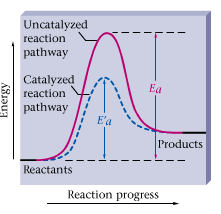 Uncatalyzed
reaction
pathway
Catalyzed
reaction
pathway
Ea
E'a
Energy
Products
Reactants
Reaction progress